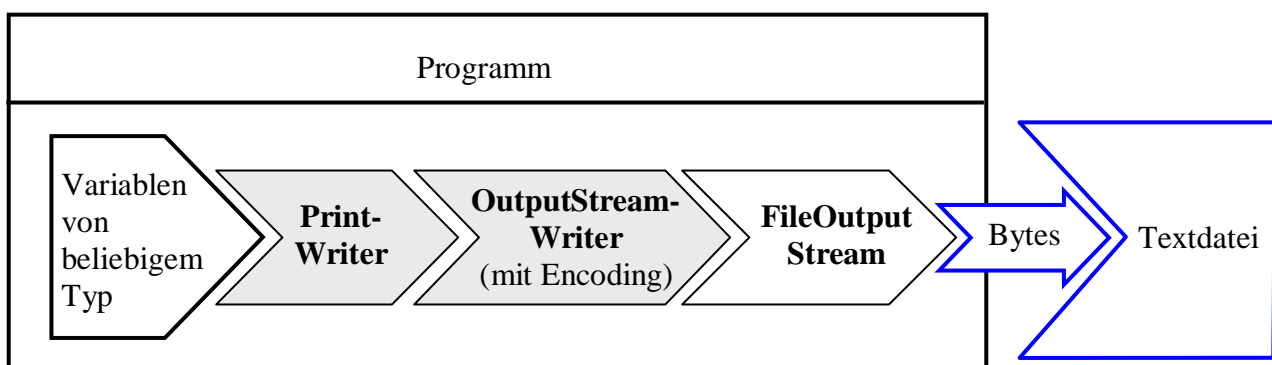 Programm
Variablen
von
beliebigem
Typ
Print-
Writer
OutputStream-
Writer
(mit Encoding)
FileOutput
Stream
Bytes
Textdatei